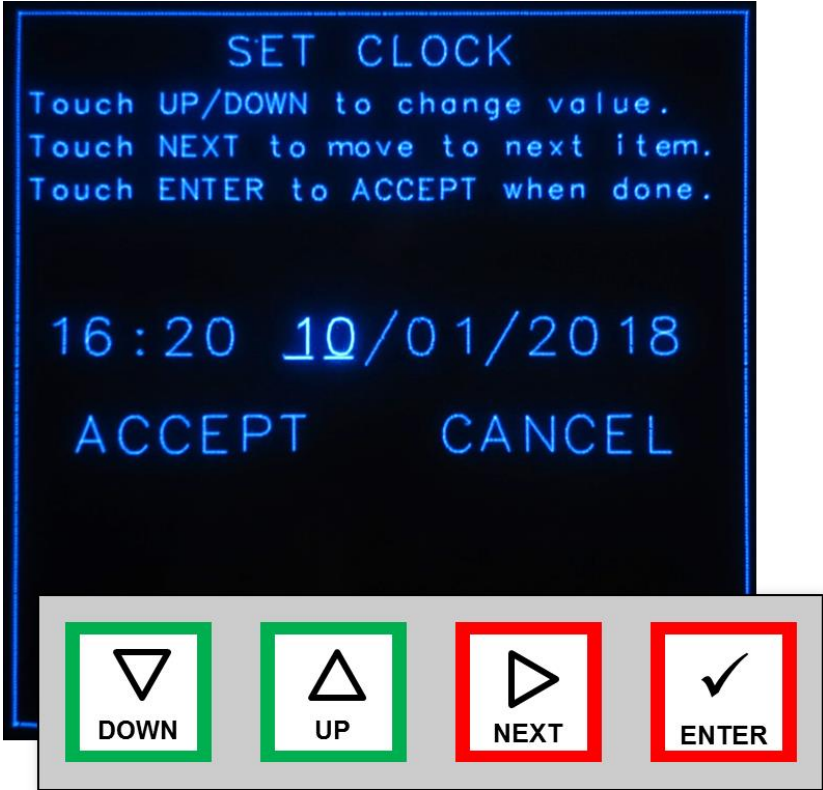 SET CLOCK
Touch UP/DOWN to change value.
Touch NEXT to move to next item.
Touch ENTER to ACCEPT when done.
16:20 10/01/2018
ACCEPT CANCEL
DOWN UP NEXT ENTER